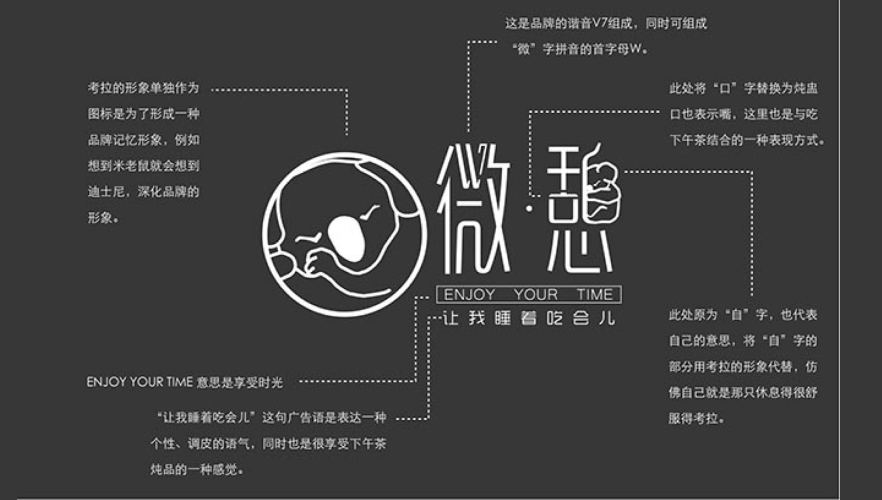 这是品牌的谐音V7组成，同时可组成
“微”字拼音的首字母W。
考拉的形象单独作为
图标是为了形成一种
品牌记忆形象，例如
想到米老鼠就会想到
迪士尼，深化品牌的
形象。
此处将“口”字替换为炖盅
口也表示嘴，这里也是与吃
下午茶结合的一种表现方式。
微·憩
ENJOY YOUR TIME
让我睡着吃会儿
此处原为“自”字，也代表
自己的意思，将“自”字的
部分用考拉的形象代替，仿
佛自己就是那只休息得很舒
服得考拉。
ENJOY YOUR TIME 意思是享受时光
“让我睡着吃会儿”这句广告语是表达一种
个性、调皮的语气，同时也是很享受下午茶
炖品的一种感觉。